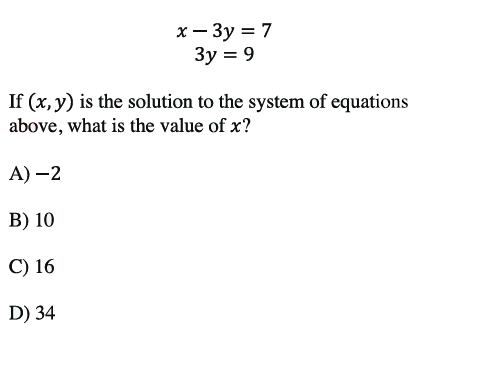 x − 3y = 7
3y = 9
If (x, y) is the solution to the system of equations
above, what is the value of x?
A) −2
B) 10
C) 16
D) 34